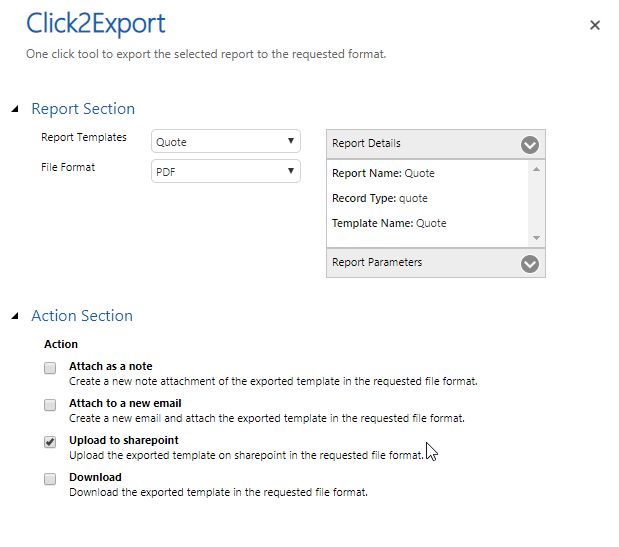 Click2Export
One click tool to export the selected report to the requested format.
Report Section
Report Templates
Quote
File Format
PDF
Report Details
Report Name: Quote
Record Type: quote
Template Name: Quote
Report Parameters
Action Section
Action
Attach as a note
Create a new note attachment of the exported template in the requested file format.
Attach to a new email
Create a new email and attach the exported template in the requested file format.
Upload to sharepoint
Upload the exported template on sharepoint in the requested file format.
Download
Download the exported template in the requested file format.